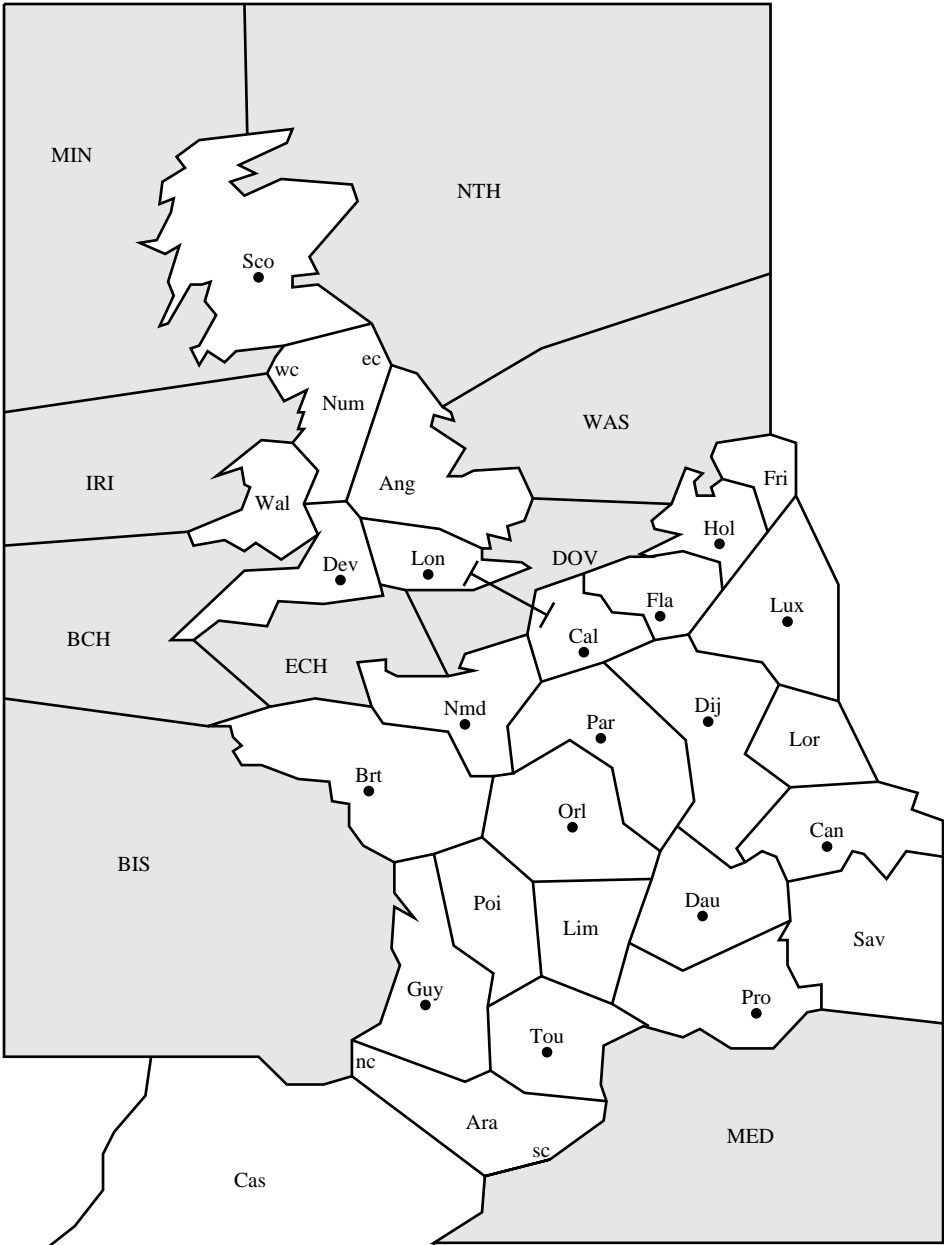 MIN
NTH
Sco
wc
ec
Num
WAS
IRI
Wal
Ang
Fri
Hol
Dev
Lon
DOV
Fla
Lux
BCH
ECH
Cal
Nmd
Par
Dij
Lor
Brt
Orl
Can
BIS
Poi
Lim
Dau
Sav
Guy
Pro
Tou
nc
Ara
sc
MED
Cas